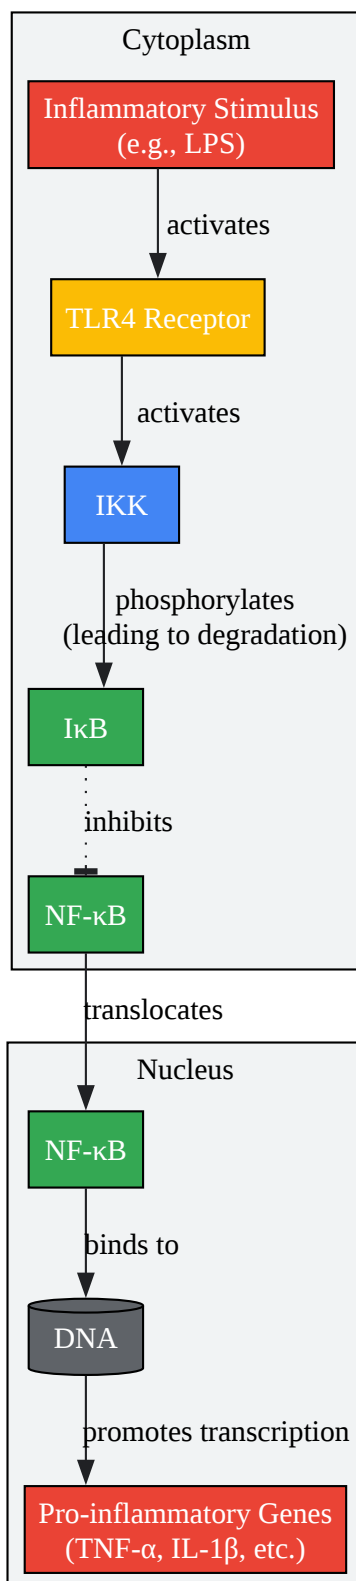 Cytoplasm
Inflammatory Stimulus
(e.g., LPS)
activates
TLR4 Receptor
activates
IKK
phosphorylates
(leading to degradation)
IκB
inhibits
NF-κB
translocates
Nucleus
NF-κB
binds to
DNA
promotes transcription
Pro-inflammatory Genes
(TNF-α, IL-1β, etc.)